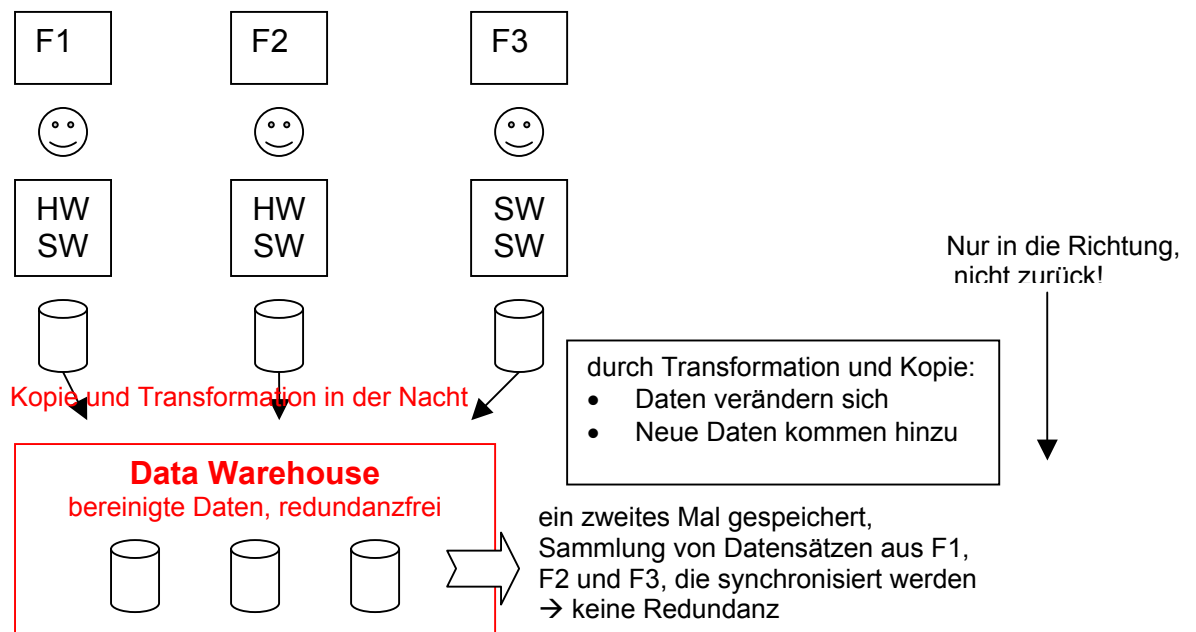 F1
F2
F3
HW
SW
HW
SW
SW
SW
Nur in die Richtung,
nicht zurück!
Kopie und Transformation in der Nacht
durch Transformation und Kopie:
• Daten verändern sich
• Neue Daten kommen hinzu
Data Warehouse
bereinigte Daten, redundanzfrei
ein zweites Mal gespeichert,
Sammlung von Datensätzen aus F1,
F2 und F3, die synchronisiert werden
→ keine Redundanz